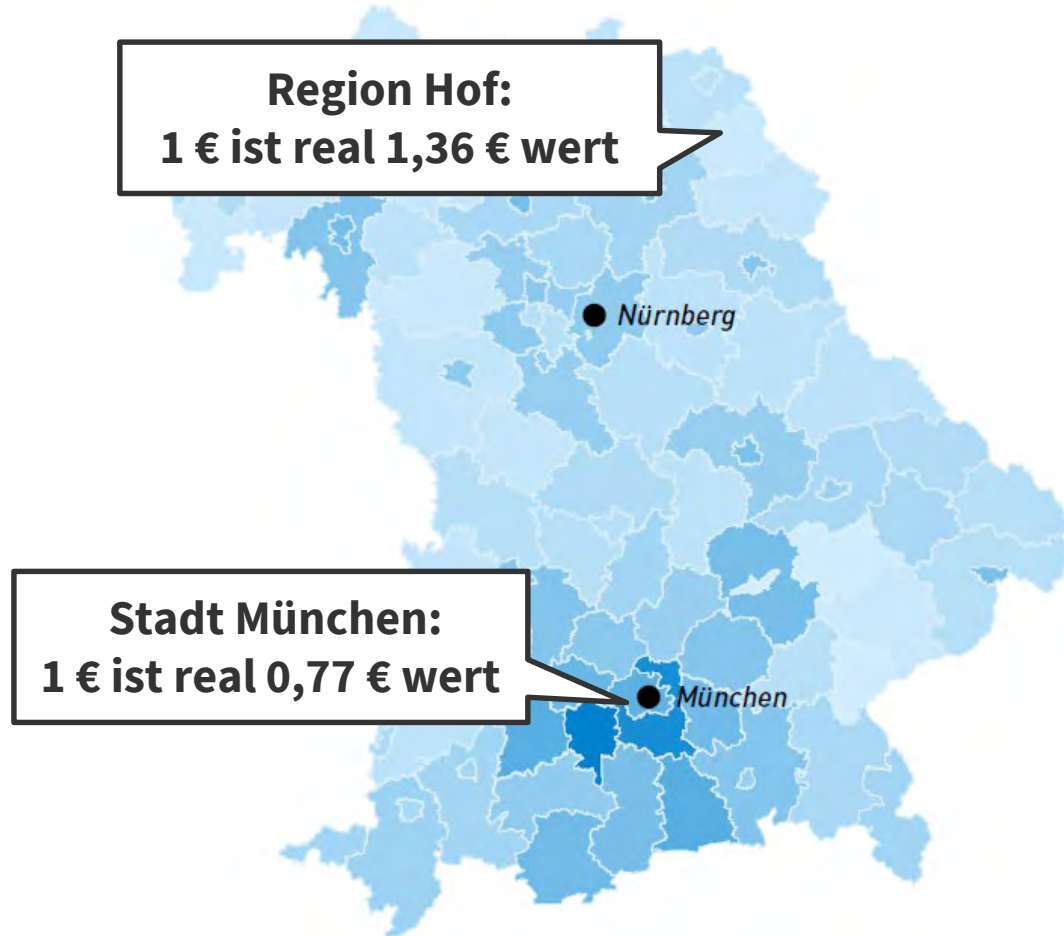 Region Hof:
1 € ist real 1,36 € wert
Nürnberg
Stadt München:
1 € ist real 0,77 € wert
München